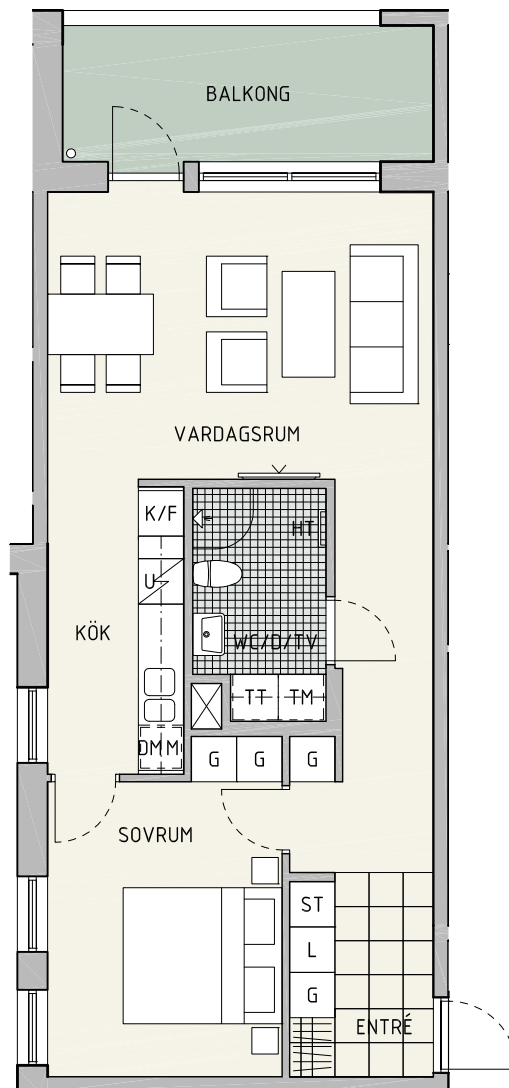 BALKONG
VARDAGSRUM
K/F
HT
U
KÖK
WC/D/TV
TT TM
DM M
G G G
SOVRUM
ST
L
G
ENTRÉ